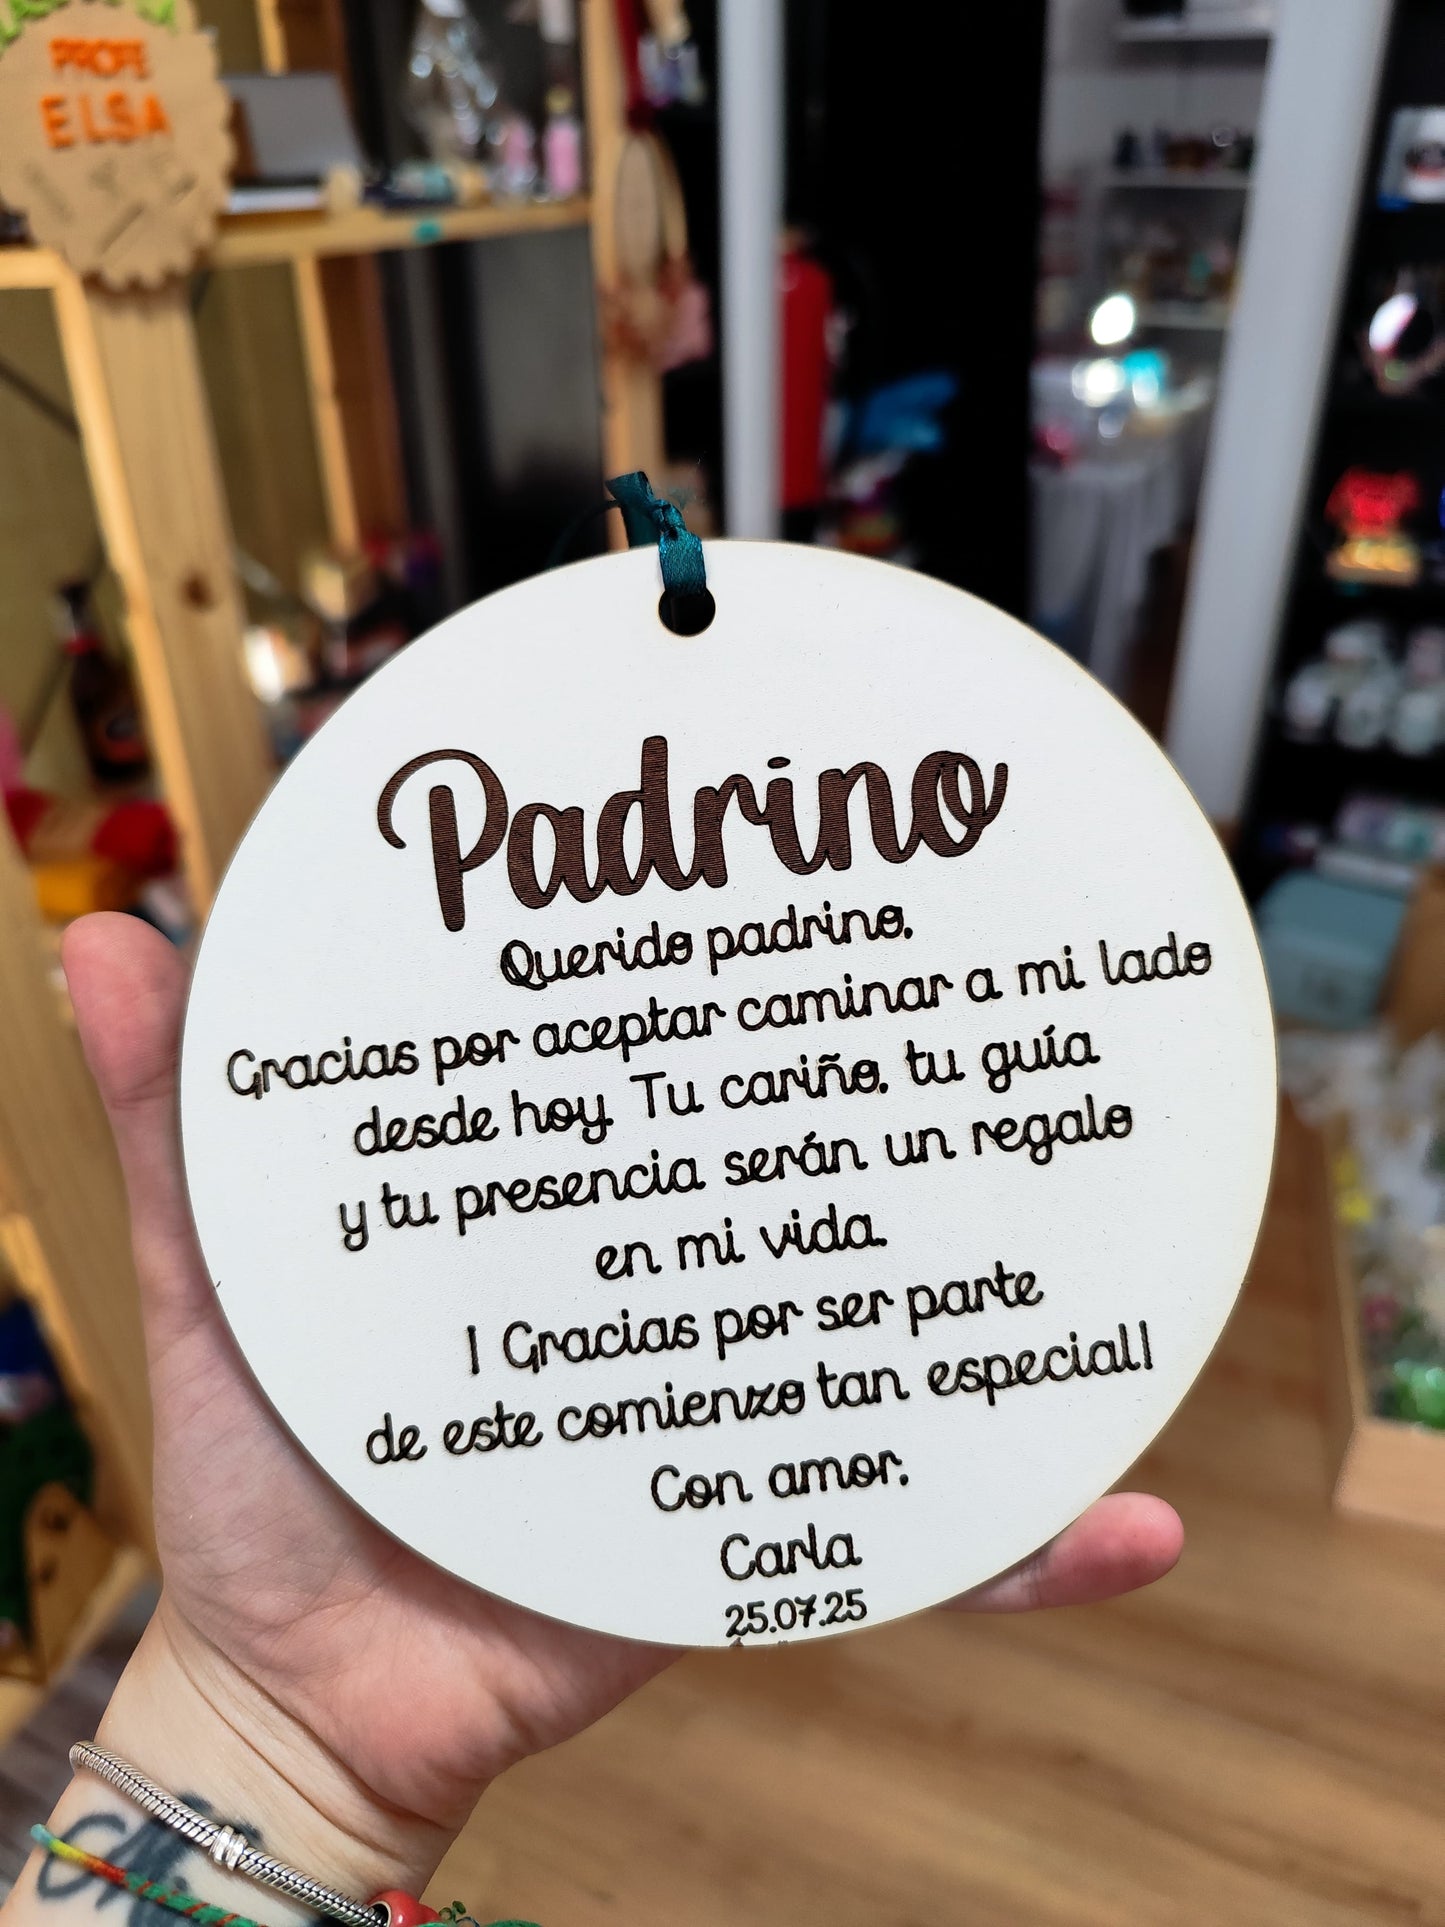 PROFE
ELSA
Padrino
Querido padrino,
Gracias por aceptar caminar a mi lado
desde hoy. Tu cariño, tu guía
y tu presencia serán un regalo
en mi vida.
¡ Gracias por ser parte
de este comienzo tan especial!
Con amor,
Carla
25.07.25